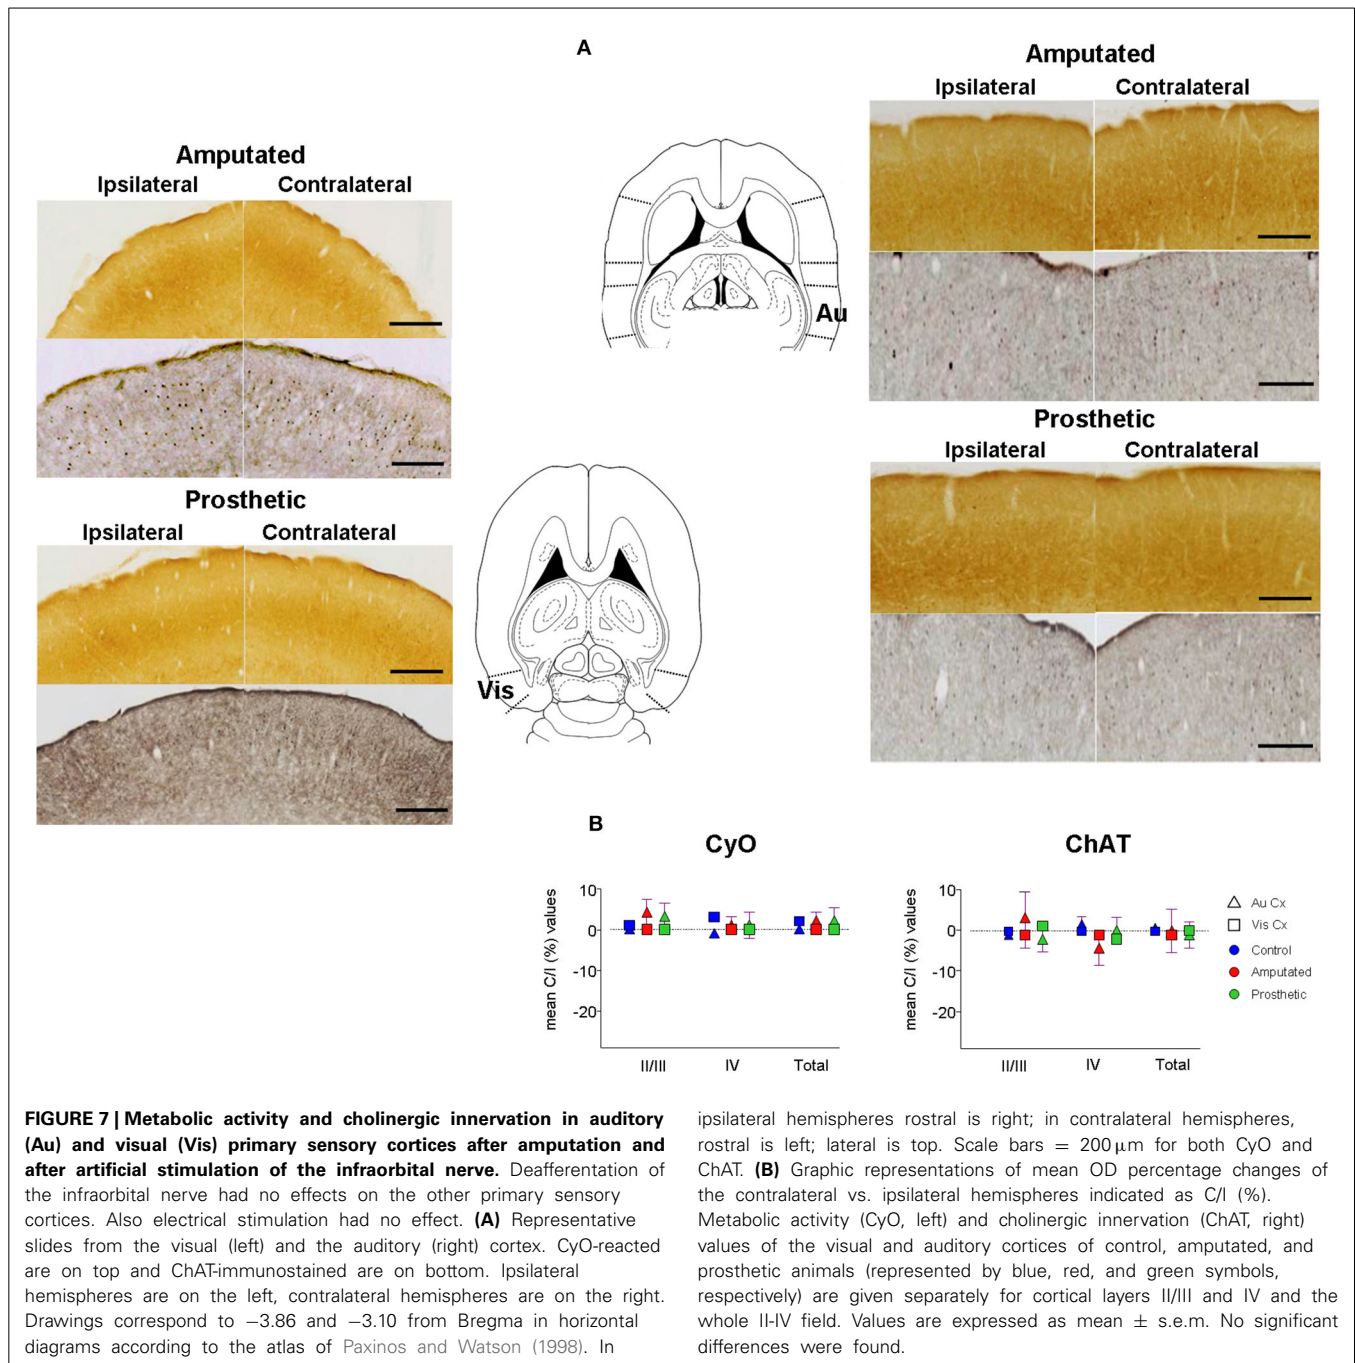 A
Amputated
Ipsilateral Contralateral
Amputated
Ipsilateral Contralateral
Au
Prosthetic
Ipsilateral Contralateral
Prosthetic
Ipsilateral Contralateral
Vis
B
CyO
ChAT
mean C/I (%) values
10
0
-10
-20
II/III IV Total
mean C/I (%) values
10
0
-10
-20
II/III IV Total
Au Cx
Vis Cx
Control
Amputated
Prosthetic
FIGURE 7 | Metabolic activity and cholinergic innervation in auditory
(Au) and visual (Vis) primary sensory cortices after amputation and
after artificial stimulation of the infraorbital nerve. Deafferentation of
the infraorbital nerve had no effects on the other primary sensory
cortices. Also electrical stimulation had no effect. (A) Representative
slides from the visual (left) and the auditory (right) cortex. CyO-reacted
are on top and ChAT-immunostained are on bottom. Ipsilateral
hemispheres are on the left, contralateral hemispheres are on the right.
Drawings correspond to −3.86 and −3.10 from Bregma in horizontal
diagrams according to the atlas of Paxinos and Watson (1998). In
ipsilateral hemispheres rostral is right; in contralateral hemispheres,
rostral is left; lateral is top. Scale bars = 200 μm for both CyO and
ChAT. (B) Graphic representations of mean OD percentage changes of
the contralateral vs. ipsilateral hemispheres indicated as C/I (%).
Metabolic activity (CyO, left) and cholinergic innervation (ChAT, right)
values of the visual and auditory cortices of control, amputated, and
prosthetic animals (represented by blue, red, and green symbols,
respectively) are given separately for cortical layers II/III and IV and the
whole II-IV field. Values are expressed as mean ± s.e.m. No significant
differences were found.